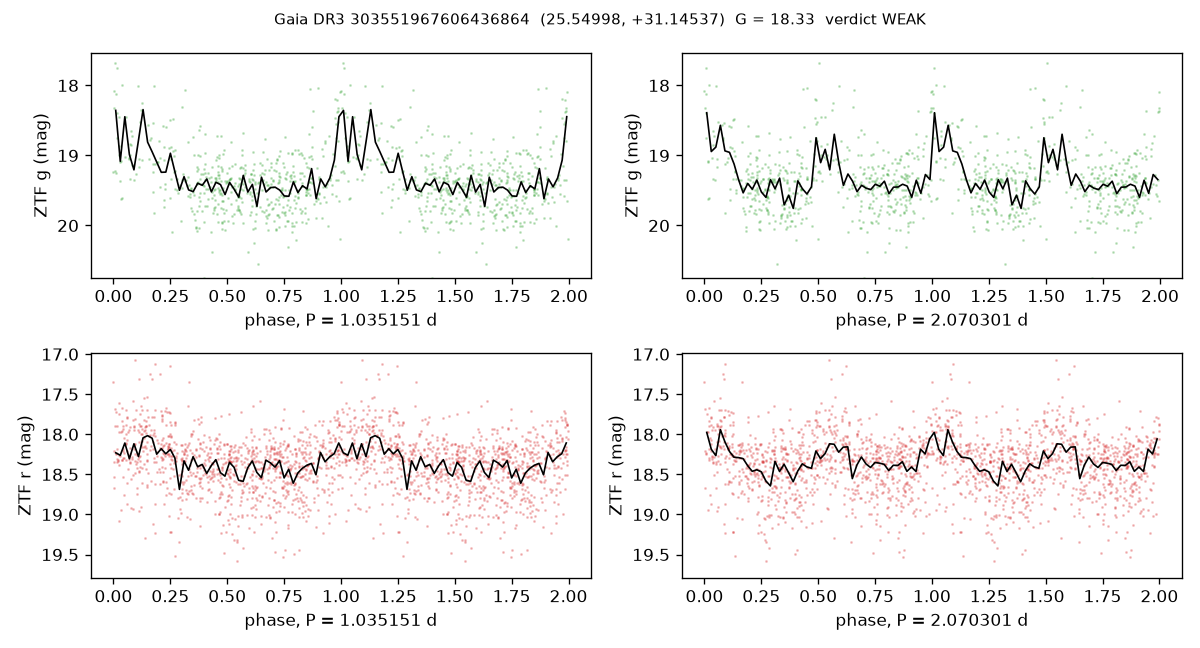 Gaia DR3 303551967606436864  (25.54998, +31.14537)  G = 18.33  verdict WEAK
ZTF g (mag)
18
19
20
0.00 0.25 0.50 0.75 1.00 1.25 1.50 1.75 2.00
phase, P = 1.035151 d
ZTF g (mag)
18
19
20
0.00 0.25 0.50 0.75 1.00 1.25 1.50 1.75 2.00
phase, P = 2.070301 d
ZTF r (mag)
17.0
17.5
18.0
18.5
19.0
19.5
0.00 0.25 0.50 0.75 1.00 1.25 1.50 1.75 2.00
phase, P = 1.035151 d
ZTF r (mag)
17.0
17.5
18.0
18.5
19.0
19.5
0.00 0.25 0.50 0.75 1.00 1.25 1.50 1.75 2.00
phase, P = 2.070301 d